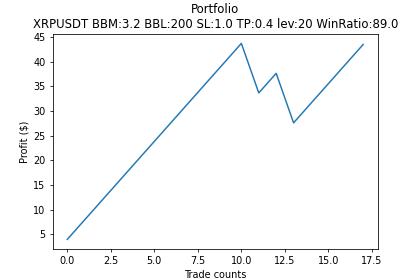 Portfolio
XRPUSDT BBM:3.2 BBL:200 SL:1.0 TP:0.4 lev:20 WinRatio:89.0
45
40
35
30
25
20
15
10
5
Profit ($)
0.0 2.5 5.0 7.5 10.0 12.5 15.0 17.5
Trade counts